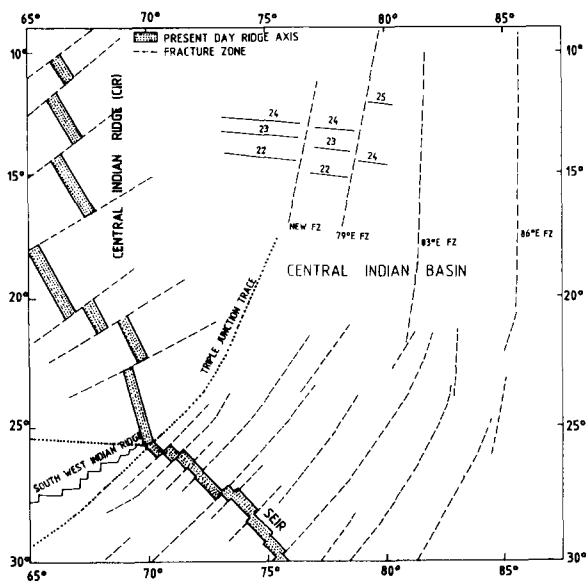 65° 70° 75° 80° 85°
PRESENT DAY RIDGE AXIS
FRACTURE ZONE
10° 10°
CENTRAL INDIAN RIDGE (CIR)
25
24 24
23 23
22 24
22
15° 15°
NEW FZ 79°E FZ 83°E FZ 86°E FZ
CENTRAL INDIAN BASIN
TRIPLE JUNCTION TRACE
20° 20°
25° 25°
SOUTH WEST INDIAN RIDGE
SEIR
30° 30°
65° 70° 75° 80° 85°